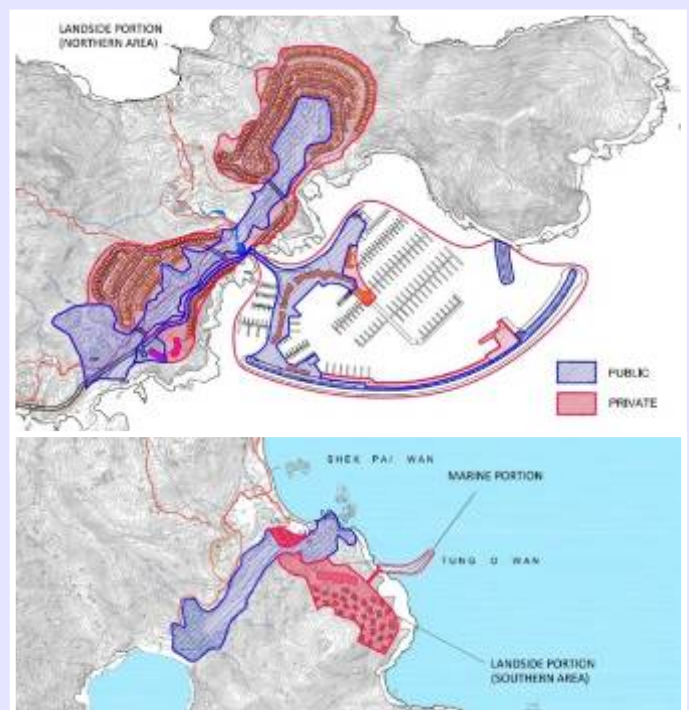 LANDSIDE PORTION
(NORTHERN AREA)
PUBLIC
PRIVATE
SHEK PAI WAN
MARINE PORTION
TUNG O WAN
LANDSIDE PORTION
(SOUTHERN AREA)